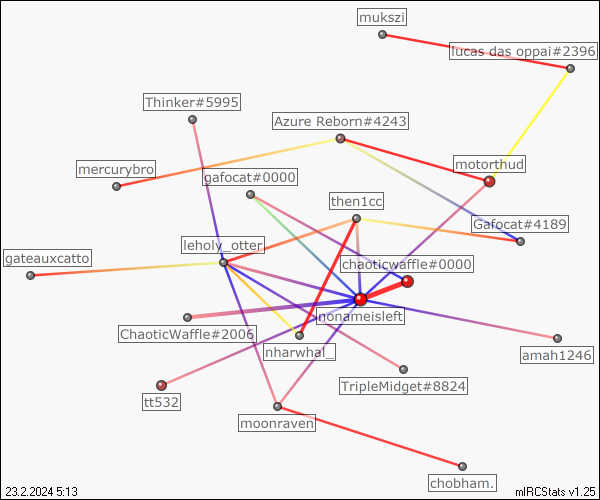 mukszi
lucas das oppai#2396
Thinker#5995
Azure Reborn#4243
mercurybro
gafocat#0000
motorthud
then1cc
Gafocat#4189
gateauxcatto
leholy_otter
chaoticwaffle#0000
nonameisleft
ChaoticWaffle#2006
nharwhal_
amah1246
TripleMidget#8824
tt532
moonraven
chobham.
23.2.2024 5:13
mIRCStats v1.25